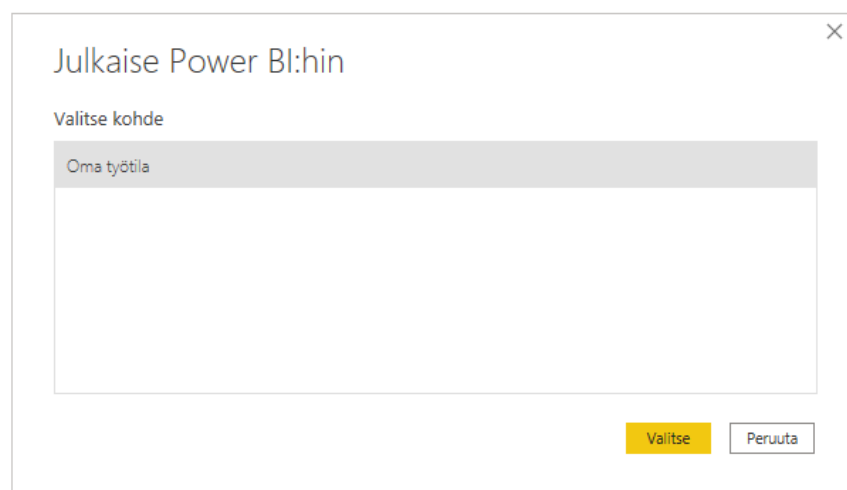 Julkaise Power BI:hin
Valitse kohde
Oma työtila
Valitse
Peruuta